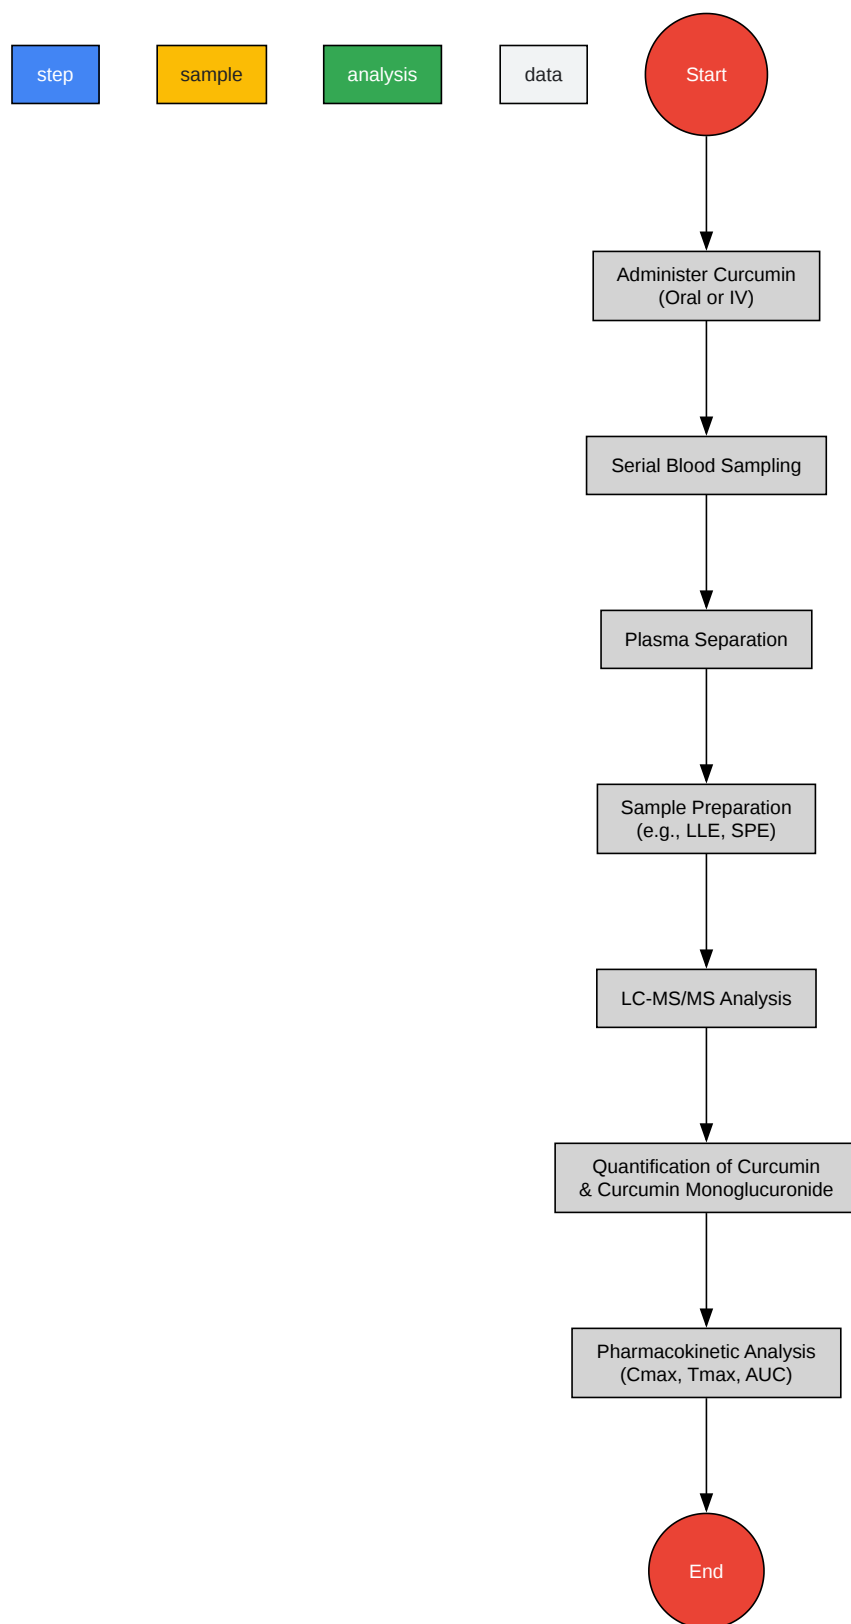 step
sample
analysis
data
Start
Administer Curcumin
(Oral or IV)
Serial Blood Sampling
Plasma Separation
Sample Preparation
(e.g., LLE, SPE)
LC-MS/MS Analysis
Quantification of Curcumin
& Curcumin Monoglucuronide
Pharmacokinetic Analysis
(Cmax, Tmax, AUC)
End